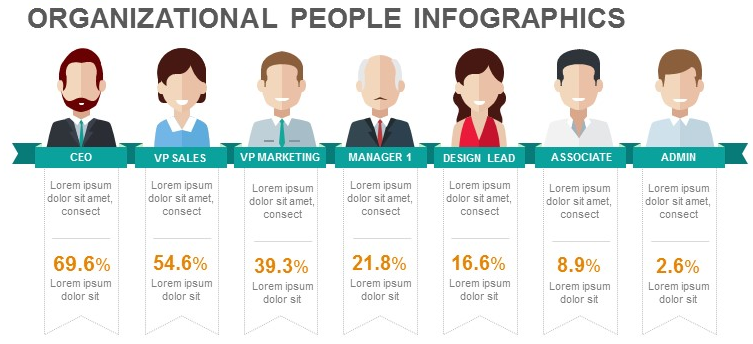 ORGANIZATIONAL PEOPLE INFOGRAPHICS
CEO
Lorem ipsum
dolor sit amet,
consect
69.6%
Lorem ipsum
dolor sit
VP SALES
Lorem ipsum
dolor sit amet,
consect
54.6%
Lorem ipsum
dolor sit
VP MARKETING
Lorem ipsum
dolor sit amet,
consect
39.3%
Lorem ipsum
dolor sit
MANAGER 1
Lorem ipsum
dolor sit amet,
consect
21.8%
Lorem ipsum
dolor sit
DESIGN LEAD
Lorem ipsum
dolor sit amet,
consect
16.6%
Lorem ipsum
dolor sit
ASSOCIATE
Lorem ipsum
dolor sit amet,
consect
8.9%
Lorem ipsum
dolor sit
ADMIN
Lorem ipsum
dolor sit amet,
consect
2.6%
Lorem ipsum
dolor sit